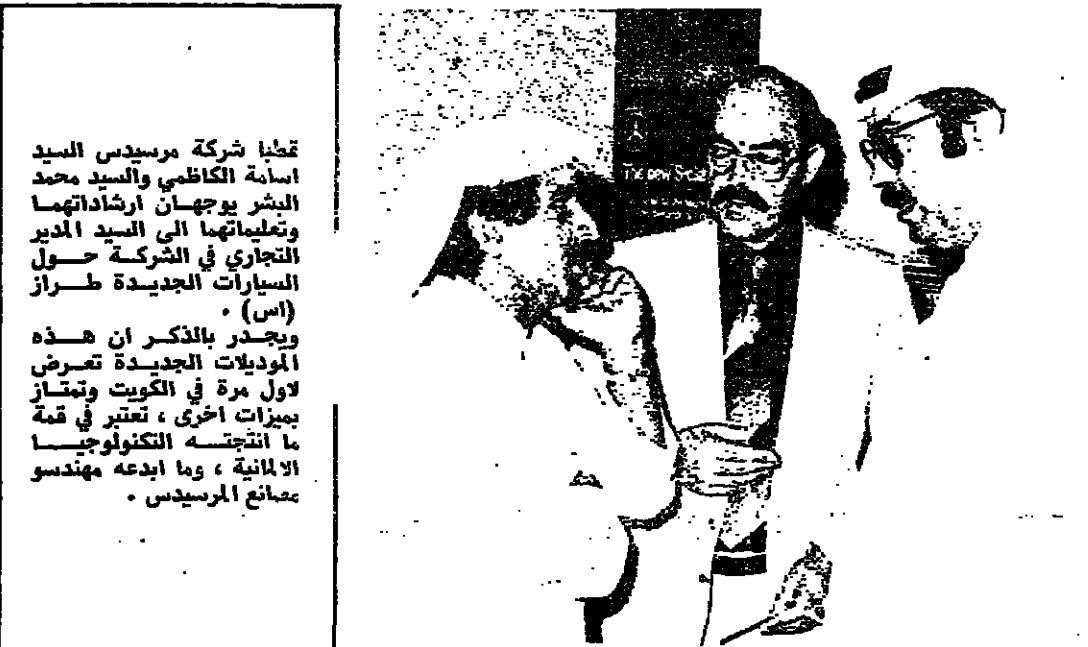 قطبا شركة مرسيدس السيد
اسامة الكاظمي والسيد محمد
البشر يوجهان ارشاداتهما
وتعليماتهما الى السيد المدير
التجاري في الشركة حول
السيارات الجديدة طراز
(اس) .
ويجدر بالذكر ان هذه
الموديلات الجديدة تعرض
لاول مرة في الكويت وتمتاز
بميزات اخرى ، تعتبر في قمة
ما انتجته التكنولوجيا
الالمانية ، وما ابدعه مهندسو
مصانع المرسيدس .